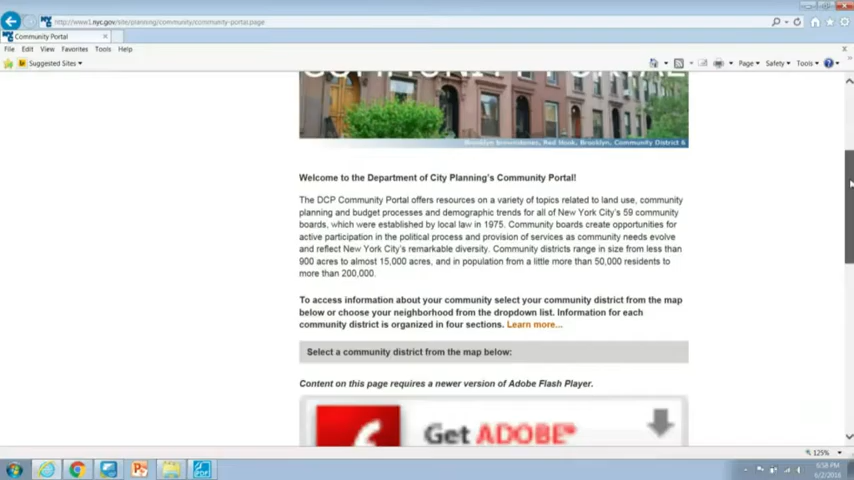 http://www1.nyc.gov/site/planning/community/community-portal.page
Community Portal
File Edit View Favorites Tools Help
Suggested Sites
Page Safety Tools
COMMUNITY PORTAL
Brooklyn brownstones, Red Hook, Brooklyn, Community District 6
Welcome to the Department of City Planning's Community Portal!
The DCP Community Portal offers resources on a variety of topics related to land use, community
planning and budget processes and demographic trends for all of New York City's 59 community
boards, which were established by local law in 1975. Community boards create opportunities for
active participation in the political process and provision of services as community needs evolve
and reflect New York City's remarkable diversity. Community districts range in size from less than
900 acres to almost 15,000 acres, and in population from a little more than 50,000 residents to
more than 200,000.
To access information about your community select your community district from the map
below or choose your neighborhood from the dropdown list. Information for each
community district is organized in four sections. Learn more...
Select a community district from the map below:
Content on this page requires a newer version of Adobe Flash Player.
Get ADOBE®
125%
6:58 PM
6/2/2016